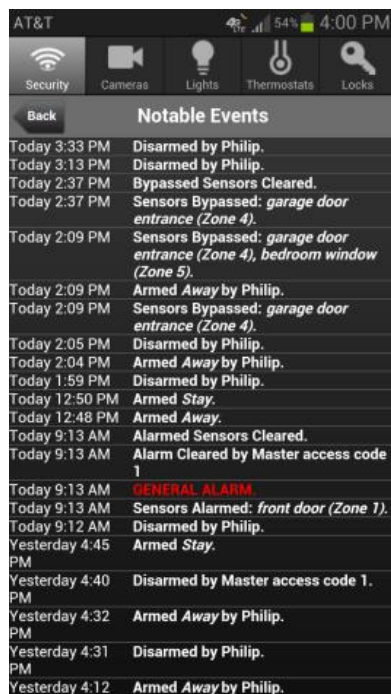 AT&T 4G LTE 54% 4:00 PM
Security Cameras Lights Thermostats Locks
Back Notable Events
Today 3:33 PM Disarmed by Philip.
Today 3:13 PM Disarmed by Philip.
Today 2:37 PM Bypassed Sensors Cleared.
Today 2:37 PM Sensors Bypassed: garage door
entrance (Zone 4).
Today 2:09 PM Sensors Bypassed: garage door
entrance (Zone 4), bedroom window
(Zone 5).
Today 2:09 PM Armed Away by Philip.
Today 2:09 PM Sensors Bypassed: garage door
entrance (Zone 4).
Today 2:05 PM Disarmed by Philip.
Today 2:04 PM Armed Away by Philip.
Today 1:59 PM Disarmed by Philip.
Today 12:50 PM Armed Stay.
Today 12:48 PM Armed Away.
Today 9:13 AM Alarmed Sensors Cleared.
Today 9:13 AM Alarm Cleared by Master access code
1
Today 9:13 AM GENERAL ALARM.
Today 9:13 AM Sensors Alarmed: front door (Zone 1).
Today 9:12 AM Disarmed by Philip.
Yesterday 4:45 Armed Stay.
PM
Yesterday 4:40 Disarmed by Master access code 1.
PM
Yesterday 4:32 Armed Away by Philip.
PM
Yesterday 4:31 Disarmed by Philip.
PM
Yesterday 4:12 Armed Away by Philip.